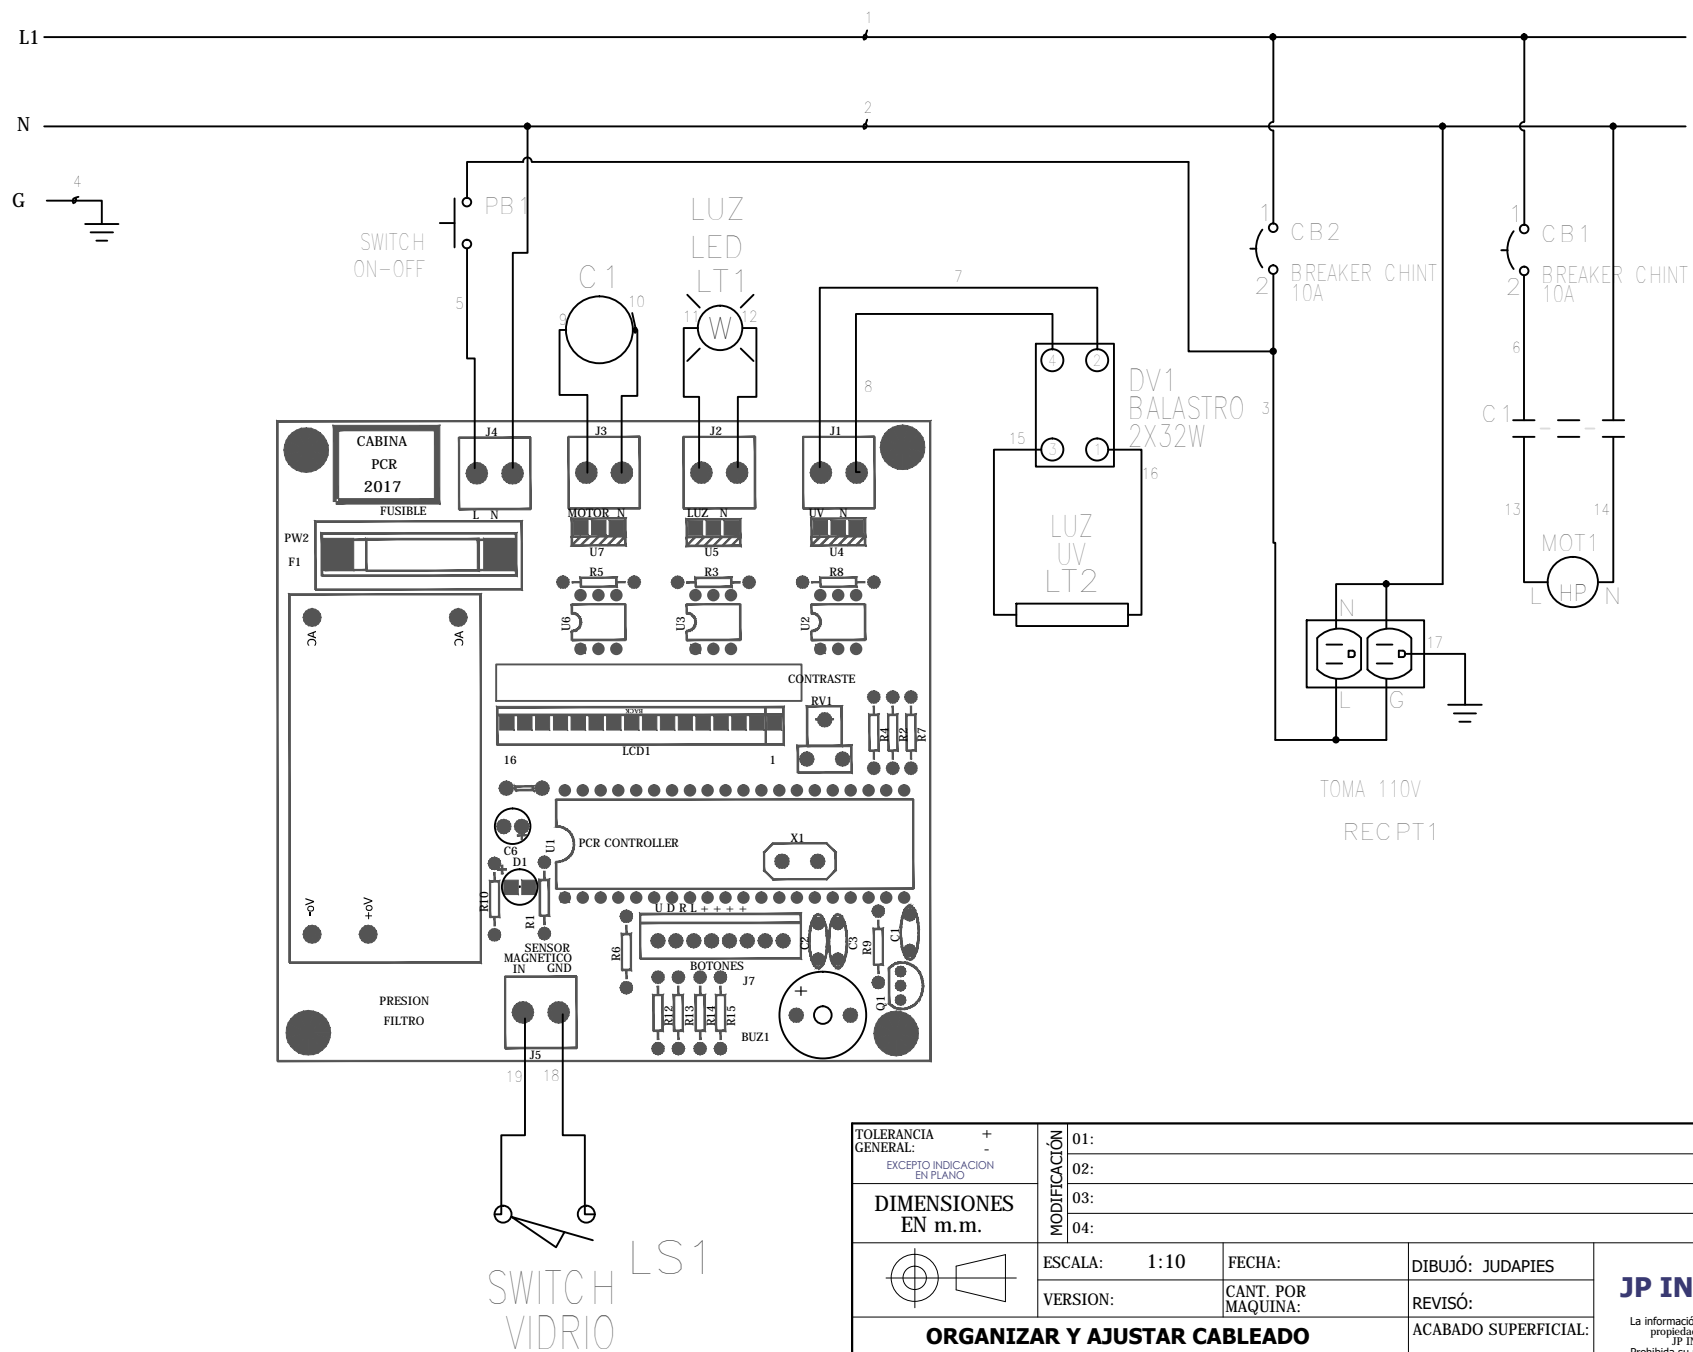 1
L1
2
N
4
G
PB1
SWITCH
ON-OFF
5
LUZ
LED
LT1
C1
9
10
11
W
12
7
8
1
CB2
BREAKER CHINT
10A
2
1
CB1
BREAKER CHINT
10A
2
6
3
C1
4
2
3
1
DV1
BALASTRO
2X32W
15
16
LUZ
UV
LT2
13
14
MOT1
HP
L
N
N
L
G
17
TOMA 110V
RECPT1
CABINA
PCR
2017
J4
J3
J2
J1
FUSIBLE
L N
MOTOR N
LUZ N
UV N
PW2
F1
U7
U5
U4
R5
R3
R8
U6
U3
U2
AC
AC
CONTRASTE
RV1
BACK
LCD1
16
1
R4
R2
R7
C6
D1
+
+
U1
PCR CONTROLLER
X1
R10
R1
-oV
+oV
U D R L + + + +
SENSOR
MAGNETICO
IN GND
R6
BOTONES
J7
C2
C3
R9
C1
Q1
PRESION
FILTRO
R12
R13
R14
R15
+
BUZ1
J5
19
18
LS1
SWITCH
VIDRIO
TOLERANCIA +
GENERAL: -
EXCEPTO INDICACION
EN PLANO
DIMENSIONES
EN m.m.
MODIFICACIÓN
01:
02:
03:
04:
ESCALA: 1:10
FECHA:
DIBUJÓ: JUDAPIES
VERSION:
CANT. POR
MAQUINA:
REVISÓ:
ORGANIZAR Y AJUSTAR CABLEADO
ACABADO SUPERFICIAL:
JP IN
La informació
propieda
JP IN